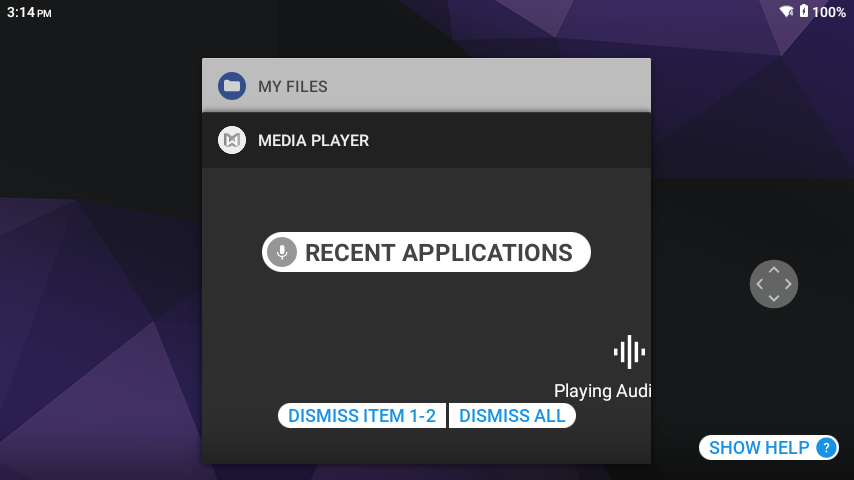 3:14 PM
100%
MY FILES
MEDIA PLAYER
RECENT APPLICATIONS
Playing Audi
DISMISS ITEM 1-2
DISMISS ALL
SHOW HELP ?